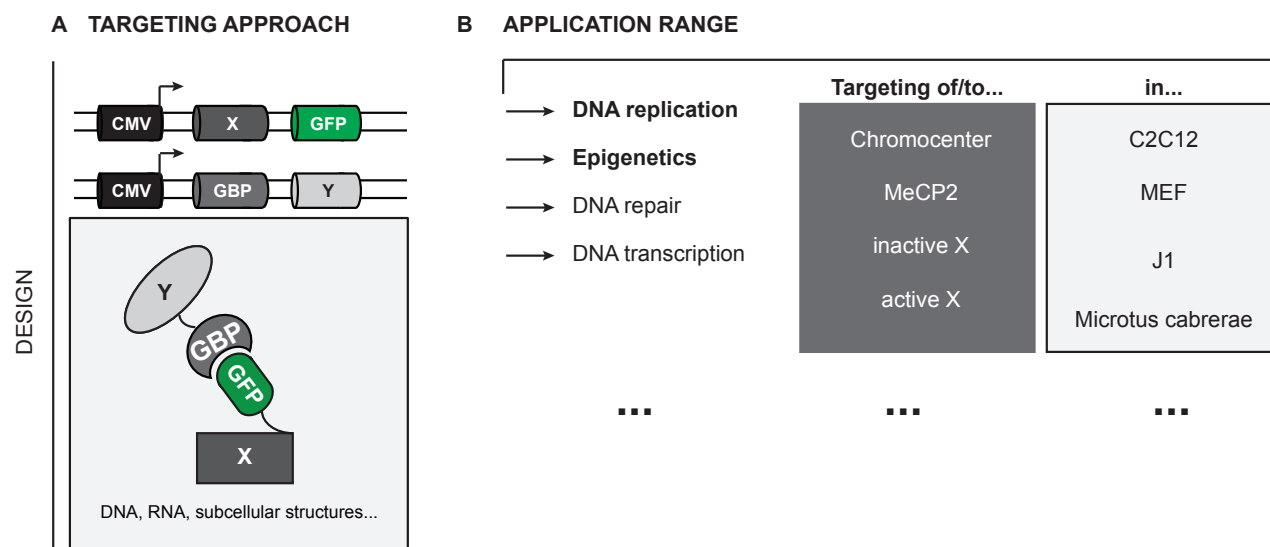 A TARGETING APPROACH
CMV X GFP
CMV GBP Y
DESIGN
Y
GBP
GFP
X
DNA, RNA, subcellular structures...
B APPLICATION RANGE
Targeting of/to... in...
DNA replication
Epigenetics
DNA repair
DNA transcription
Chromocenter
MeCP2
inactive X
active X
C2C12
MEF
J1
Microtus cabrerae
... ... ...